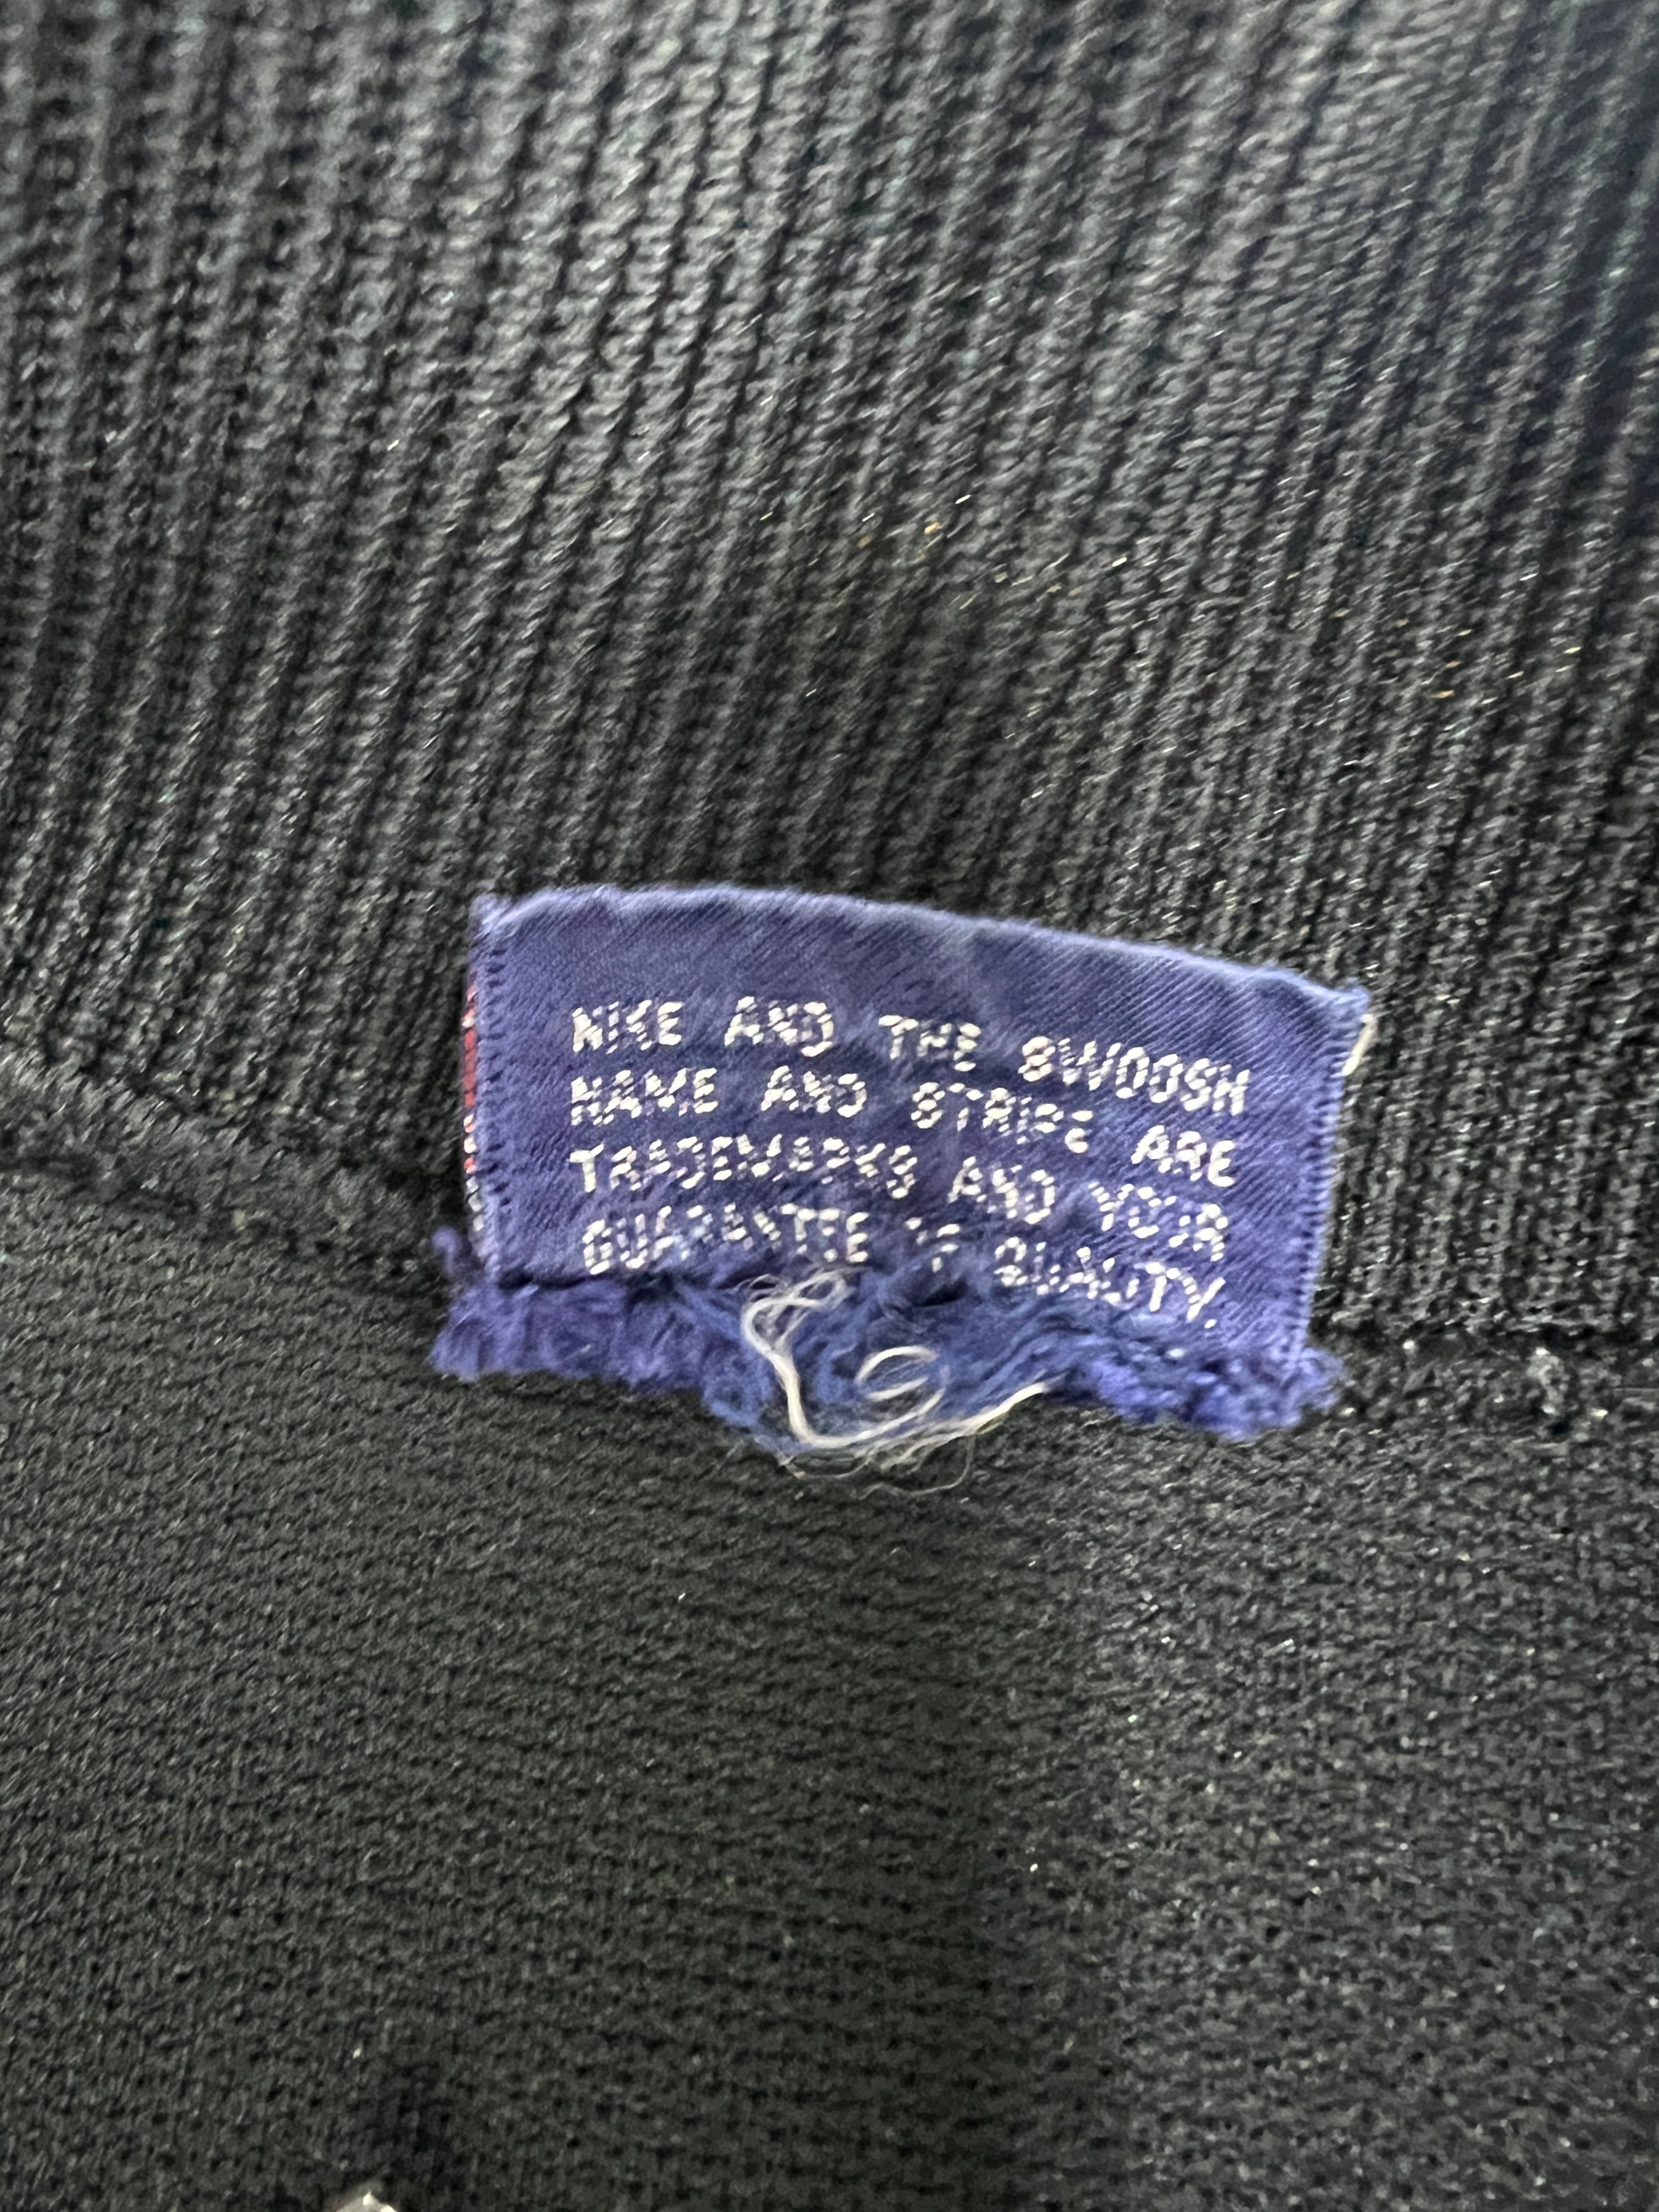 NIKE AND THE SWOOSH
NAME AND STRIPE ARE
TRADEMARKS AND YOUR
GUARANTEE OF QUALITY.